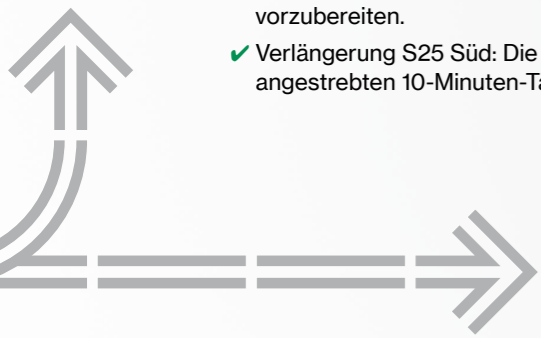 vorzubereiten.
✔ Verlängerung S25 Süd: Die
angestrebten 10-Minuten-Ta